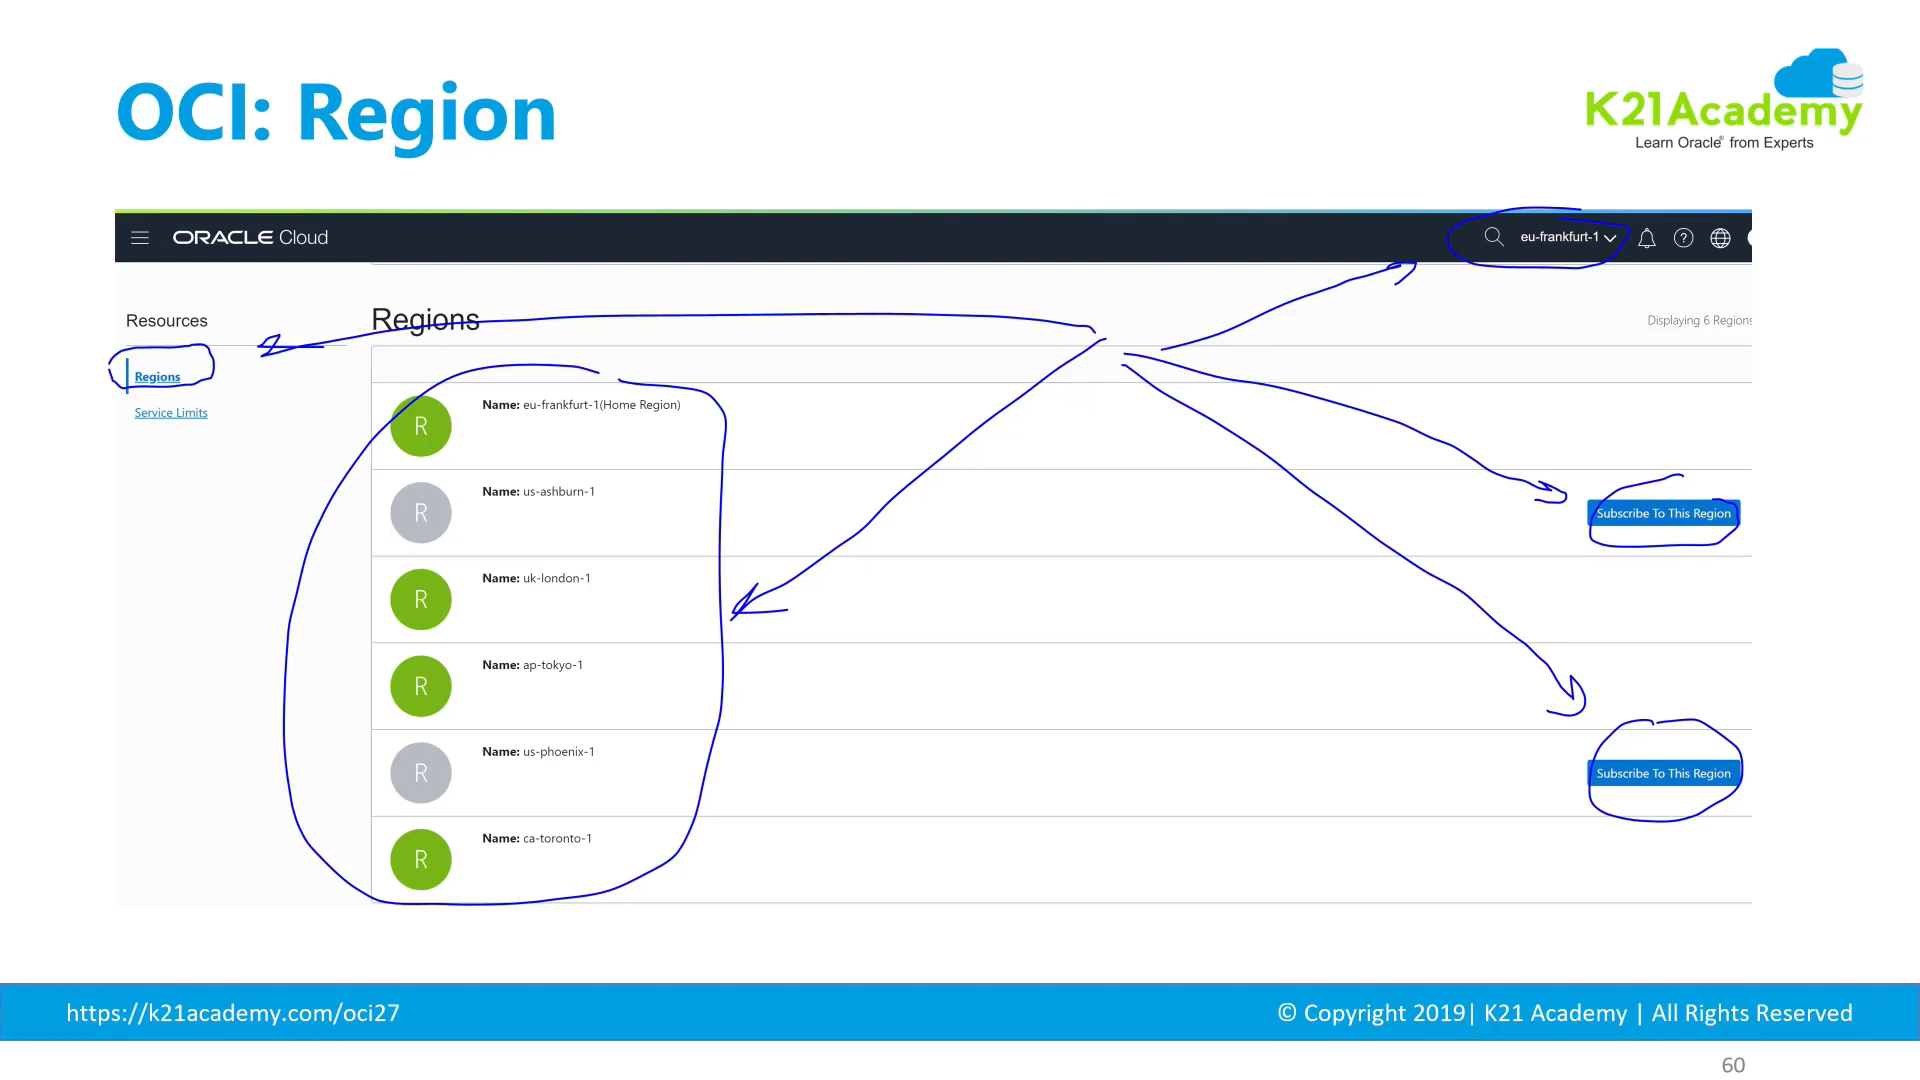 OCI: Region
K21Academy
Learn Oracle® from Experts
ORACLE Cloud
eu-frankfurt-1
?
Resources
Regions
Displaying 6 Regions
Regions
Service Limits
R
Name: eu-frankfurt-1(Home Region)
R
Name: us-ashburn-1
Subscribe To This Region
R
Name: uk-london-1
R
Name: ap-tokyo-1
R
Name: us-phoenix-1
Subscribe To This Region
R
Name: ca-toronto-1
https://k21academy.com/oci27
© Copyright 2019| K21 Academy | All Rights Reserved
60